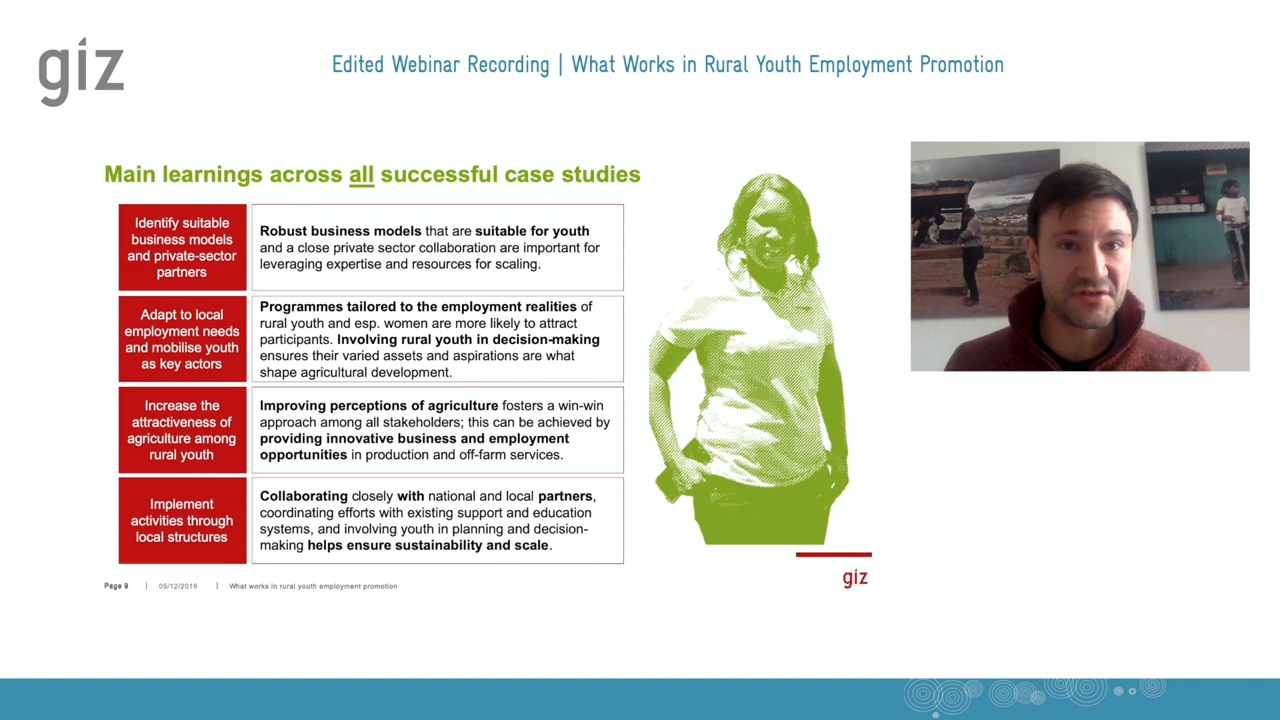 giz
Edited Webinar Recording | What Works in Rural Youth Employment Promotion
Main learnings across all successful case studies
Identify suitable
business models
and private-sector
partners
Robust business models that are suitable for youth
and a close private sector collaboration are important for
leveraging expertise and resources for scaling.
Adapt to local
employment needs
and mobilise youth
as key actors
Programmes tailored to the employment realities of
rural youth and esp. women are more likely to attract
participants. Involving rural youth in decision-making
ensures their varied assets and aspirations are what
shape agricultural development.
Increase the
attractiveness of
agriculture among
rural youth
Improving perceptions of agriculture fosters a win-win
approach among all stakeholders; this can be achieved by
providing innovative business and employment
opportunities in production and off-farm services.
Implement
activities through
local structures
Collaborating closely with national and local partners,
coordinating efforts with existing support and education
systems, and involving youth in planning and decision-
making helps ensure sustainability and scale.
Page 9 | 05/12/2019 | What works in rural youth employment promotion
giz